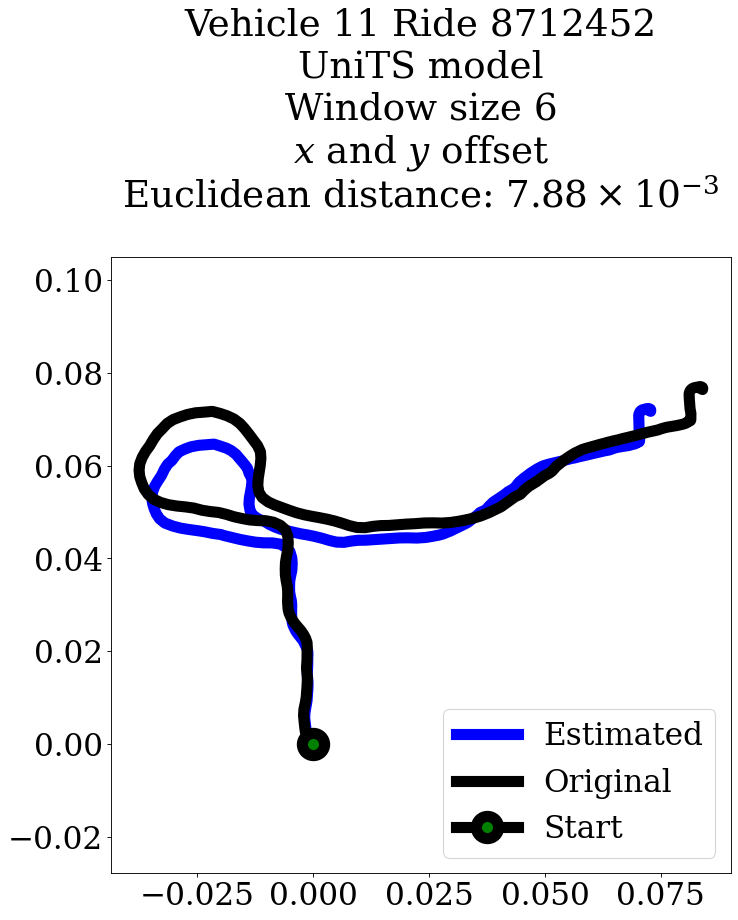 Vehicle 11 Ride 8712452
UniTS model
Window size 6
x and y offset
Euclidean distance: 7.88 × 10⁻³
0.10
0.08
0.06
0.04
0.02
0.00
−0.02
Estimated
Original
Start
−0.025 0.000 0.025 0.050 0.075